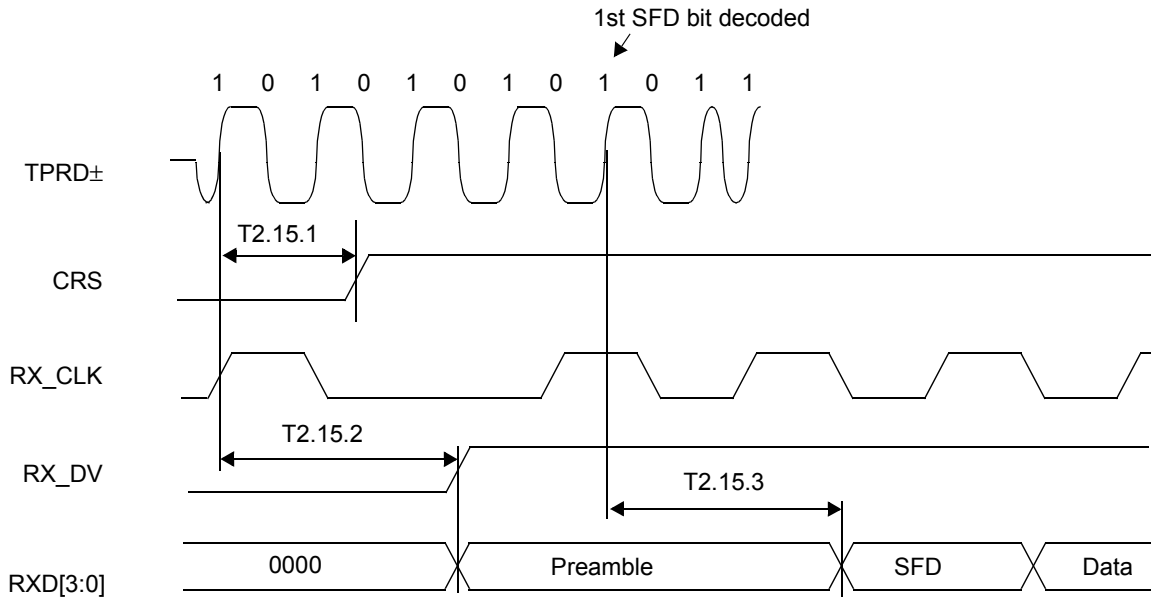 1st SFD bit decoded
1 0 1 0 1 0 1 0 1 0 1 1
TPRD±
T2.15.1
CRS
RX_CLK
T2.15.2
RX_DV
T2.15.3
RXD[3:0]
0000
Preamble
SFD
Data